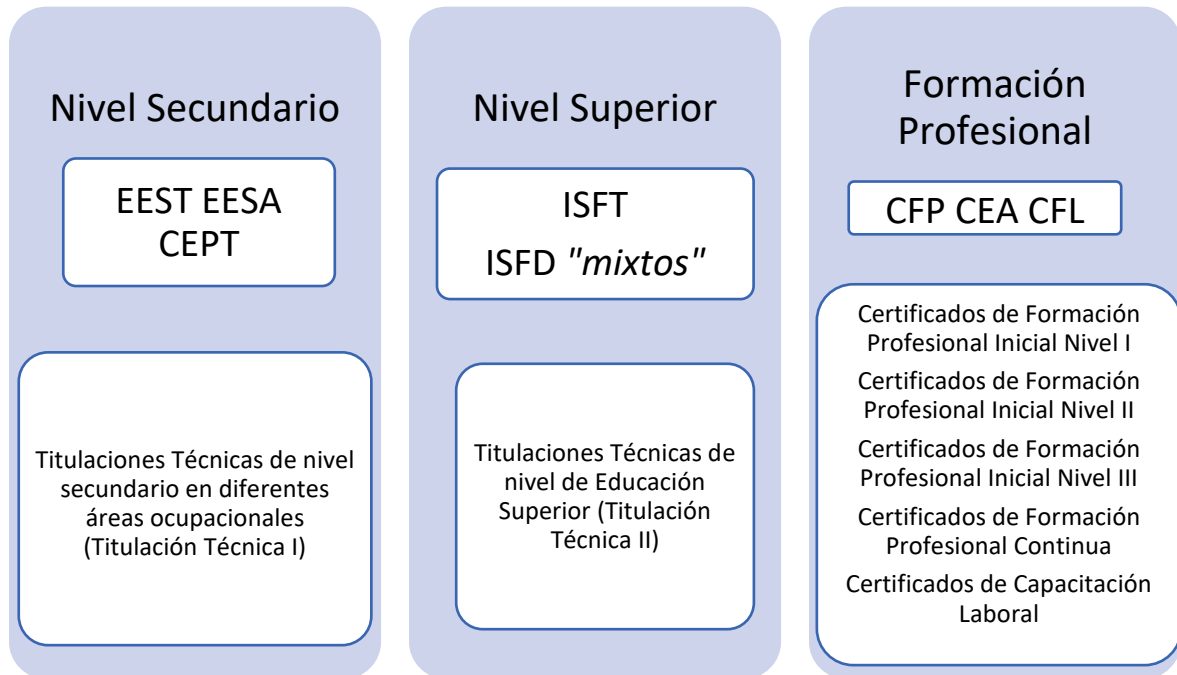 Nivel Secundario
EEST EESA
CEPT
Titulaciones Técnicas de nivel
secundario en diferentes
áreas ocupacionales
(Titulación Técnica I)
Nivel Superior
ISFT
ISFD "mixtos"
Titulaciones Técnicas de
nivel de Educación
Superior (Titulación
Técnica II)
Formación
Profesional
CFP CEA CFL
Certificados de Formación
Profesional Inicial Nivel I
Certificados de Formación
Profesional Inicial Nivel II
Certificados de Formación
Profesional Inicial Nivel III
Certificados de Formación
Profesional Continua
Certificados de Capacitación
Laboral